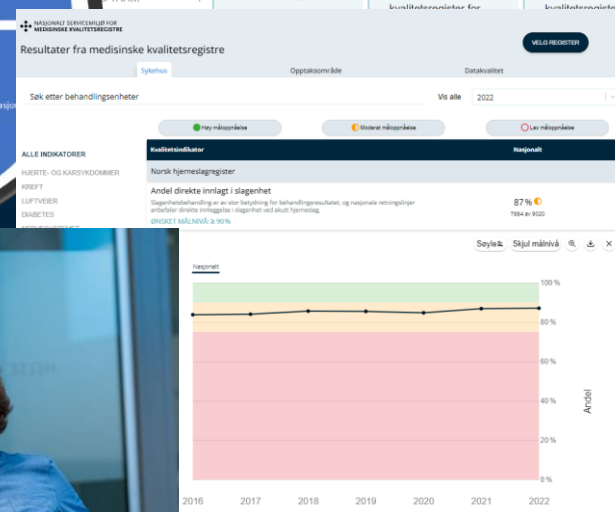 kvalitetsregister for
kvalitetsregiste
NASJONALT SERVICEMILJØ FOR
MEDISINSKE KVALITETSREGISTRE
Resultater fra medisinske kvalitetsregistre
VELG REGISTER
Sykehus
Opptaksområde
Datakvalitet
Søk etter behandlingsenheter
Vis alle
2022
Høy måloppnåelse
Moderat måloppnåelse
Lav måloppnåelse
ALLE INDIKATORER
Kvalitetsindikator
Nasjonalt
HJERTE- OG KARSYKDOMMER
Norsk hjerneslagregister
KREFT
Andel direkte innlagt i slagenhet
LUFTVEIER
Slagenhetsbehandling er av stor betydning for behandlingsresultatet, og nasjonale retningslinjer
anbefaler direkte innleggelse i slagenhet ved akutt hjerneslag.
87 %
7864 av 9020
DIABETES
ØNSKET MÅLNIVÅ: ≥ 90%
Søyle
Skjul målnivå
Nasjonalt
100 %
80 %
60 %
40 %
20 %
0 %
Andel
2016
2017
2018
2019
2020
2021
2022